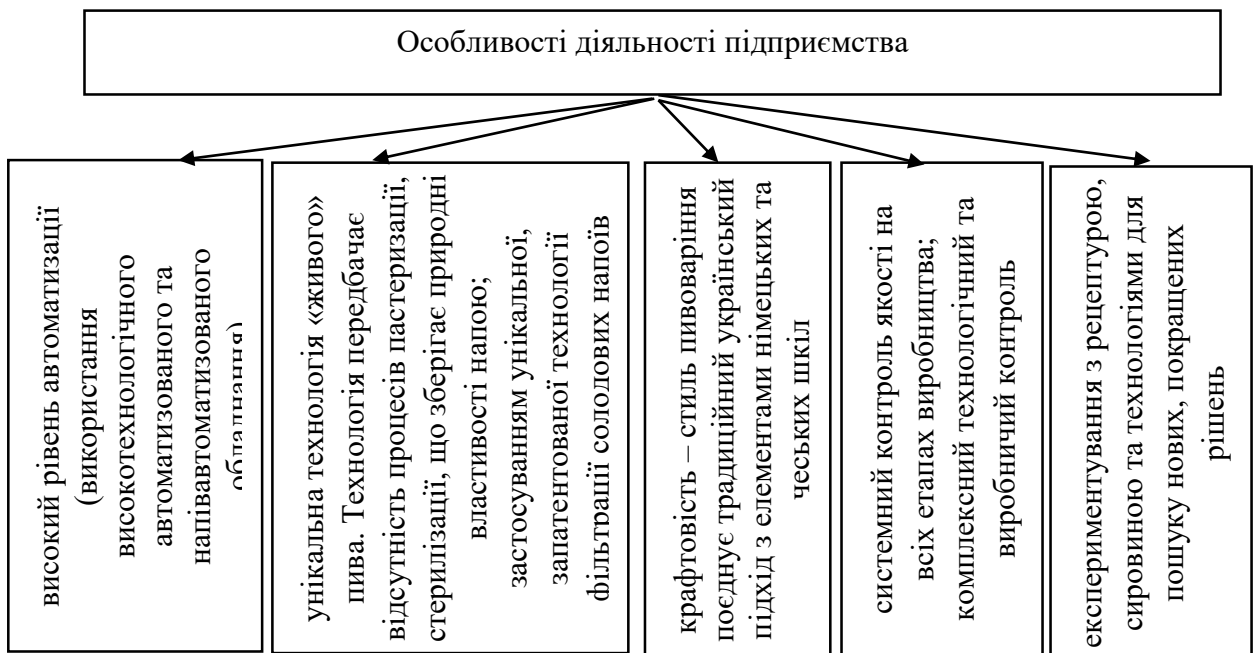 Особливості діяльності підприємства
високий рівень автоматизації
(використання
високотехнологічного
автоматизованого та
напівавтоматизованого
обладнання)
унікальна технологія «живого»
пива. Технологія передбачає
відсутність процесів пастеризації,
стерилізації, що зберігає природні
властивості напою;
застосуванням унікальної,
запатентованої технології
фільтрації солодових напоїв
крафтовість – стиль пивоваріння
поєднує традиційний український
підхід з елементами німецьких та
чеських шкіл
системний контроль якості на
всіх етапах виробництва;
комплексний технологічний та
виробничий контроль
експериментування з рецептурою,
сировиною та технологіями для
пошуку нових, покращених
рішень